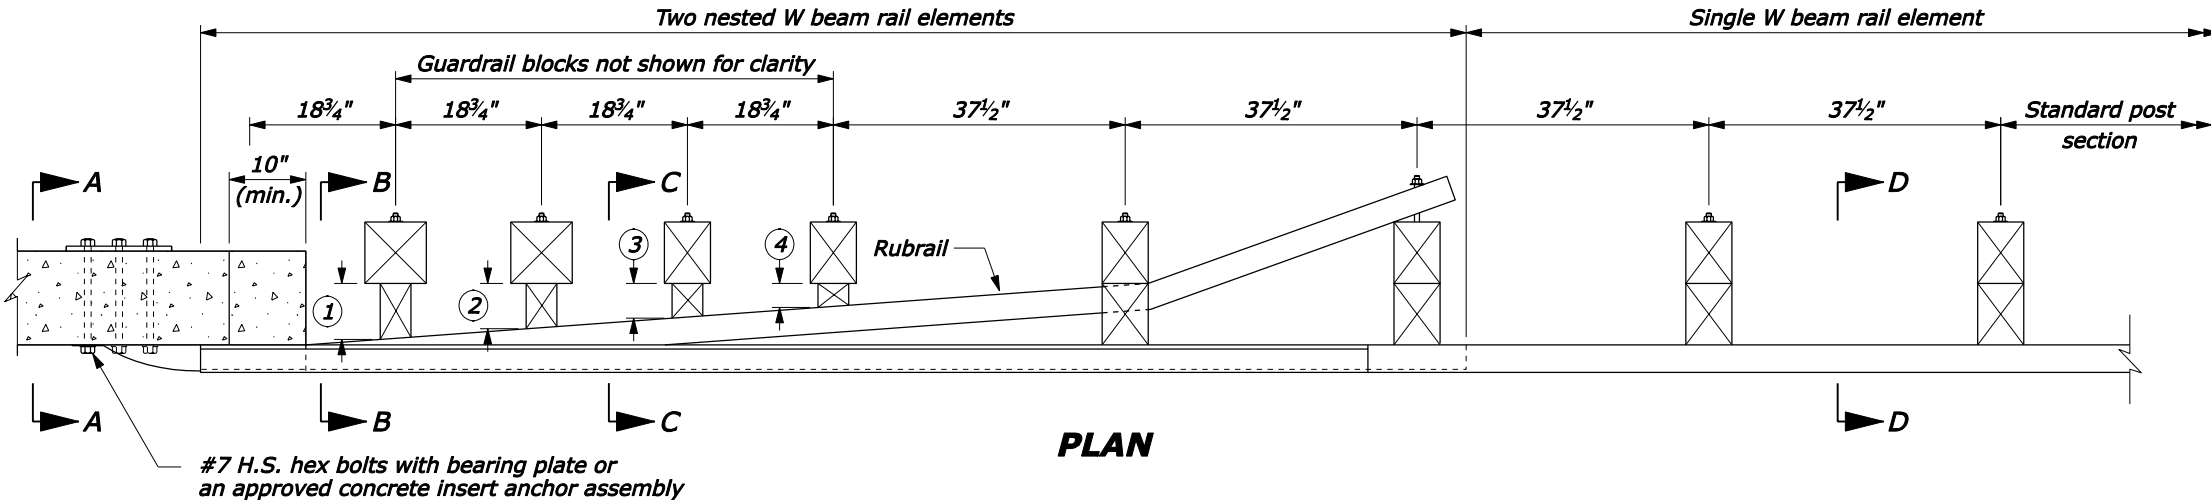 Two nested W beam rail elements
Single W beam rail element
Guardrail blocks not shown for clarity
18¾"
18¾"
18¾"
18¾"
37½"
37½"
37½"
37½"
Standard post
section
10"
(min.)
A
B
C
D
1
2
3
4
Rubrail
A
B
C
D
PLAN
#7 H.S. hex bolts with bearing plate or
an approved concrete insert anchor assembly